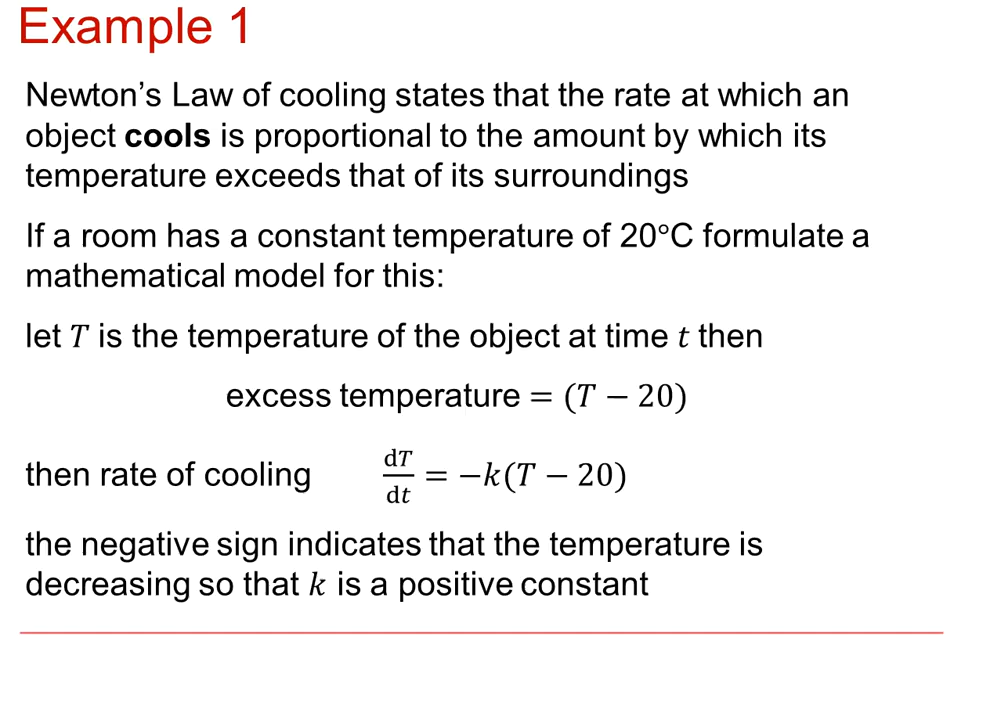 Example 1
Newton’s Law of cooling states that the rate at which an
object cools is proportional to the amount by which its
temperature exceeds that of its surroundings
If a room has a constant temperature of 20°C formulate a
mathematical model for this:
let T is the temperature of the object at time t then
excess temperature = (T − 20)
then rate of cooling dT/dt = −k(T − 20)
the negative sign indicates that the temperature is
decreasing so that k is a positive constant